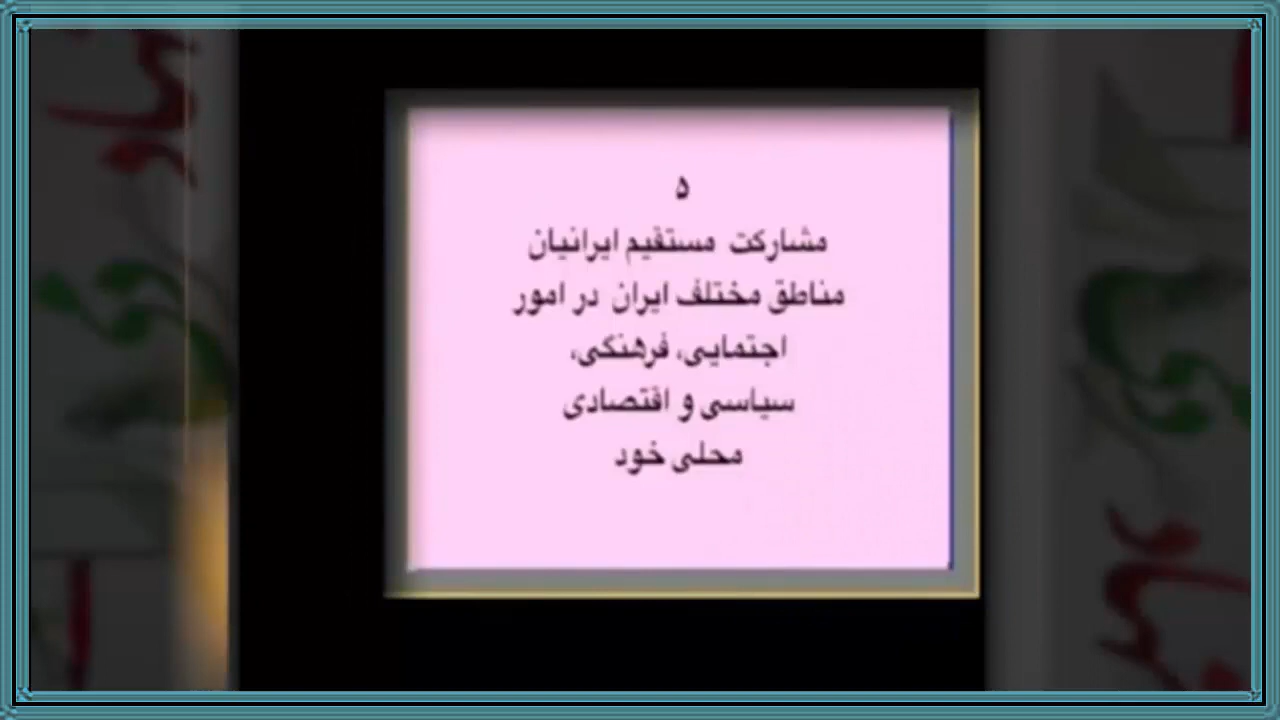 ۵
مشارکت مستقیم ایرانیان
مناطق مختلف ایران در امور
اجتمایی، فرهنگی،
سیاسی و اقتصادی
محلی خود